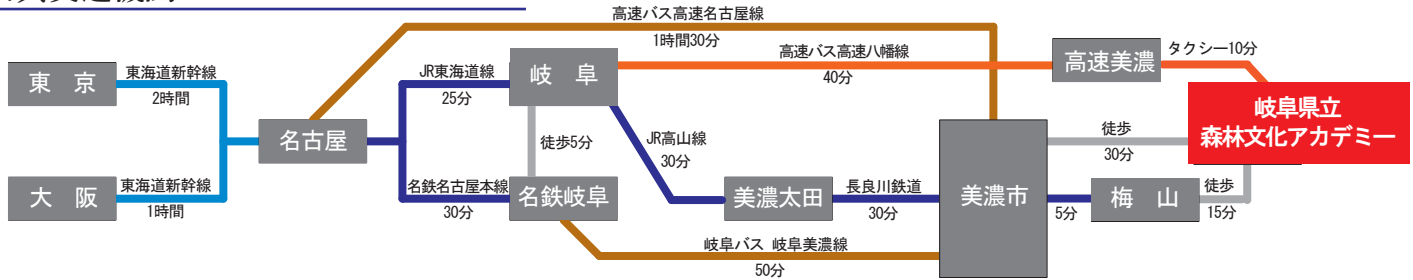 高速バス高速名古屋線
1時間30分
東 京
東海道新幹線
2時間
大 阪
東海道新幹線
1時間
名古屋
JR東海道線
25分
名鉄名古屋本線
30分
岐 阜
徒歩5分
名鉄岐阜
高速バス高速八幡線
40分
JR高山線
30分
美濃太田
長良川鉄道
30分
岐阜バス 岐阜美濃線
50分
美濃市
高速美濃
タクシー10分
徒歩
30分
5分
梅 山
徒歩
15分
岐阜県立
森林文化アカデミー